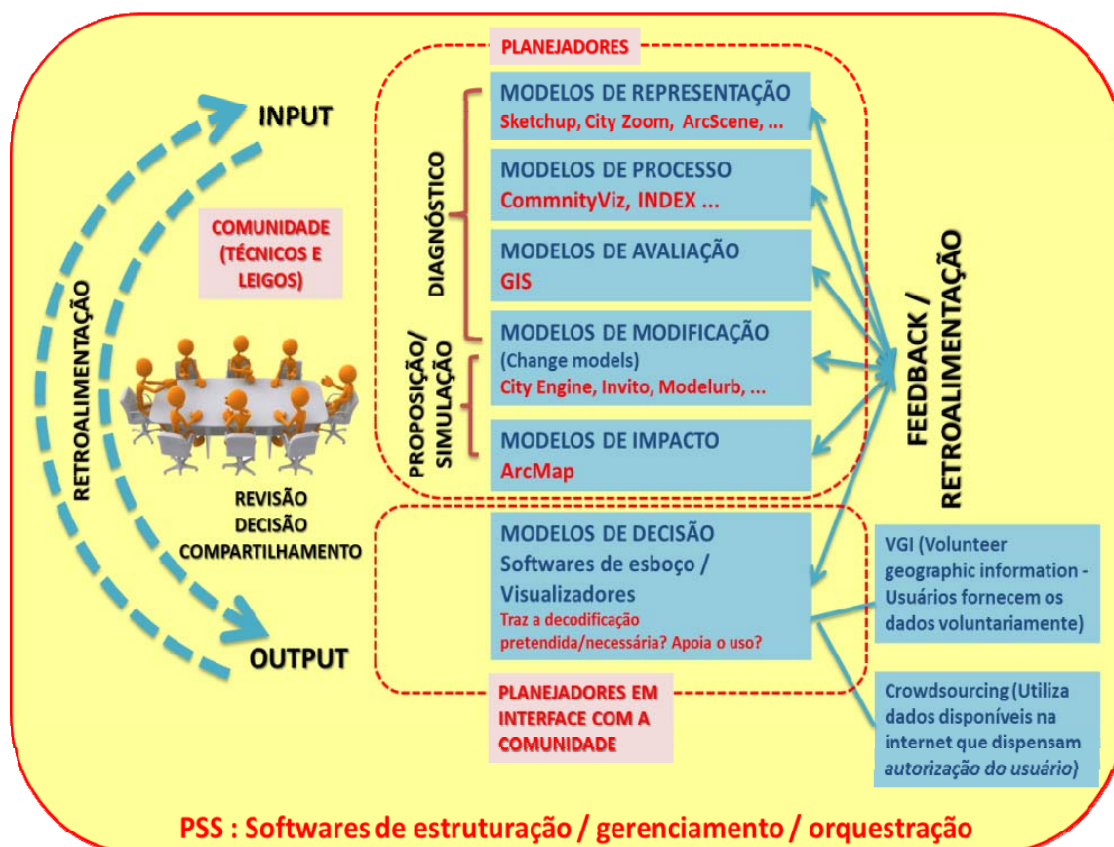 PLANEJADORES
INPUT
MODELOS DE REPRESENTAÇÃO
Sketchup, City Zoom, ArcScene, ...
MODELOS DE PROCESSO
CommnityViz, INDEX ...
MODELOS DE AVALIAÇÃO
GIS
MODELOS DE MODIFICAÇÃO
(Change models)
City Engine, Invito, Modelurb, ...
MODELOS DE IMPACTO
ArcMap
DIAGNÓSTICO
PROPOSIÇÃO/
SIMULAÇÃO
COMUNIDADE
(TÉCNICOS E
LEIGOS)
RETROALIMENTAÇÃO
REVISÃO
DECISÃO
COMPARTILHAMENTO
OUTPUT
FEEDBACK /
RETROALIMENTAÇÃO
MODELOS DE DECISÃO
Softwares de esboço /
Visualizadores
Traz a decodificação
pretendida/necessária? Apoia o uso?
PLANEJADORES EM
INTERFACE COM A
COMUNIDADE
VGI (Volunteer
geographic information -
Usuários fornecem os
dados voluntariamente)
Crowdsourcing (Utiliza
dados disponíveis na
internet que dispensam
autorização do usuário)
PSS : Softwares de estruturação / gerenciamento / orquestração